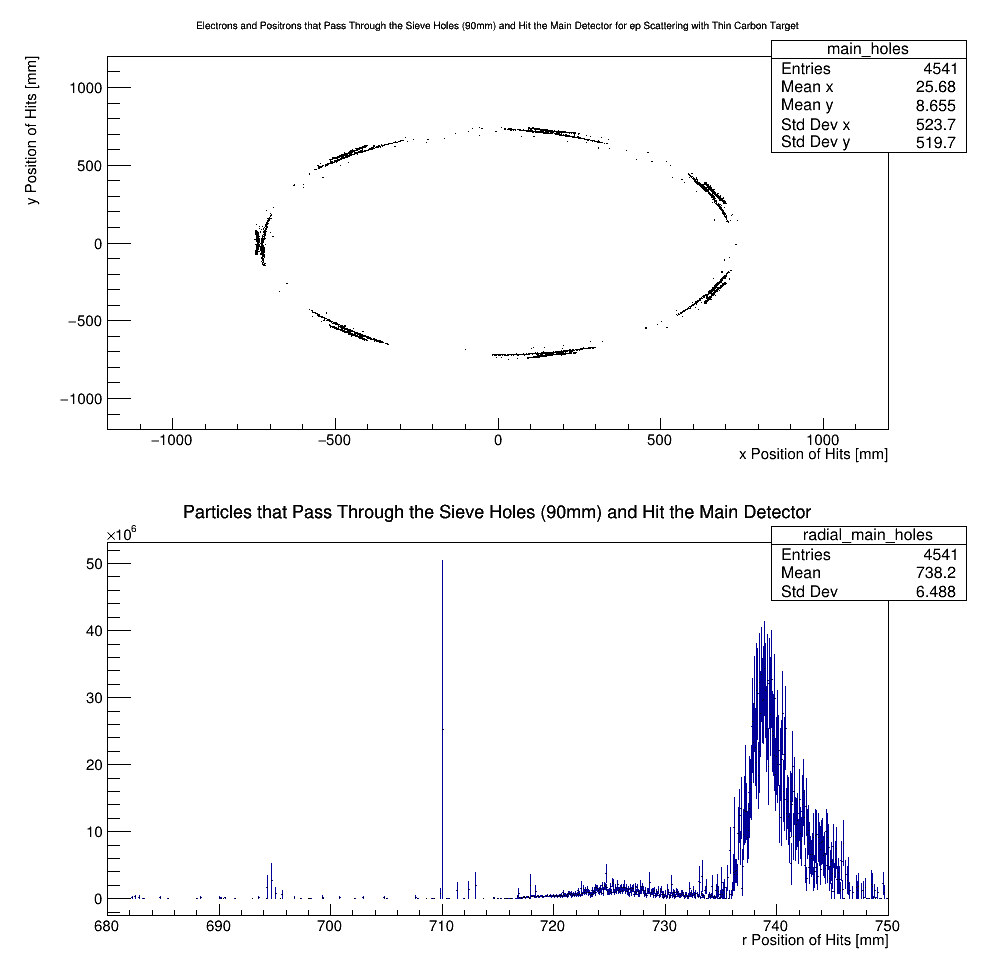 Electrons and Positrons that Pass Through the Sieve Holes (90mm) and Hit the Main Detector for ep Scattering with Thin Carbon Target
main_holes
Entries 4541
Mean x 25.68
Mean y 8.655
Std Dev x 523.7
Std Dev y 519.7
y Position of Hits [mm]
1000
500
0
−500
−1000
−1000 −500 0 500 1000
x Position of Hits [mm]
Particles that Pass Through the Sieve Holes (90mm) and Hit the Main Detector
×10⁶
radial_main_holes
Entries 4541
Mean 738.2
Std Dev 6.488
50
40
30
20
10
0
680 690 700 710 720 730 740 750
r Position of Hits [mm]